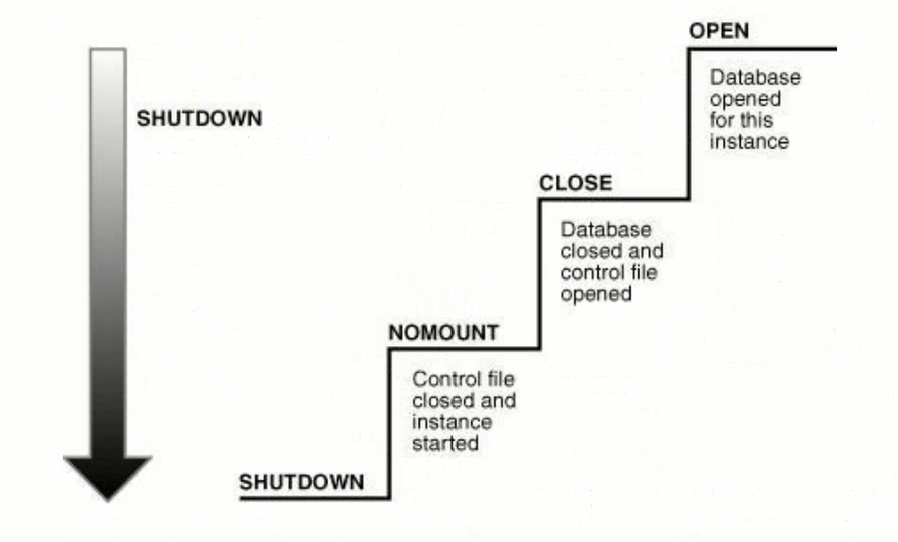 OPEN
Database
opened
for this
instance
SHUTDOWN
CLOSE
Database
closed and
control file
opened
NOMOUNT
Control file
closed and
instance
started
SHUTDOWN